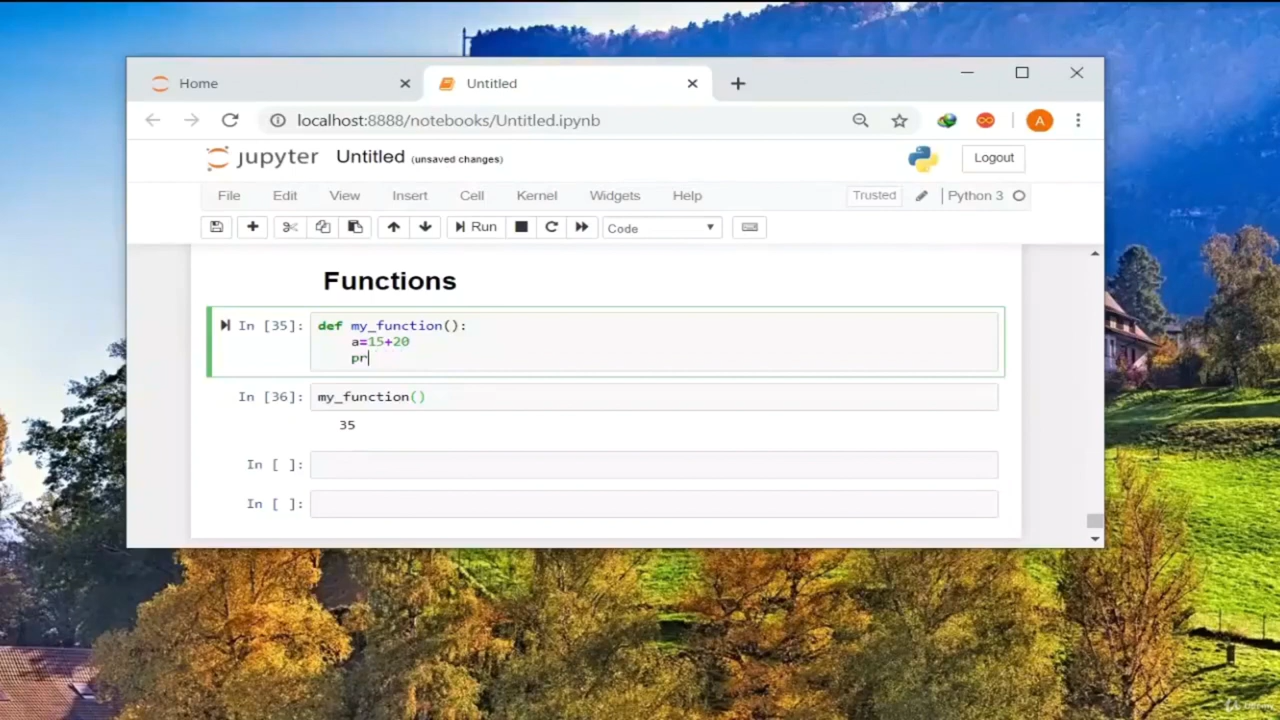 Home
Untitled
localhost:8888/notebooks/Untitled.ipynb
A
jupyter Untitled (unsaved changes)
Logout
File Edit View Insert Cell Kernel Widgets Help
Trusted
Python 3
Run
Code
Functions
In [35]:
def my_function():
a=15+20
pr
In [36]:
my_function()
35
In [ ]:
In [ ]: